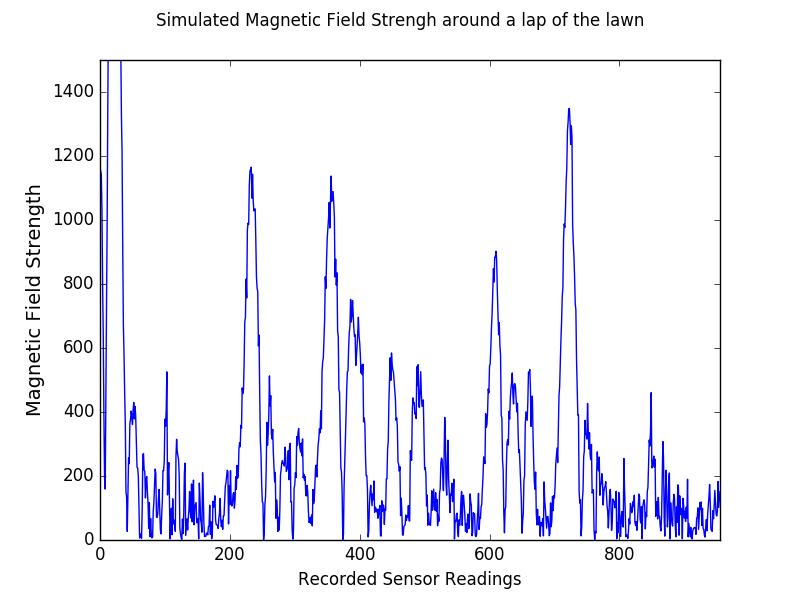 Simulated Magnetic Field Strengh around a lap of the lawn
1400
1200
1000
800
600
400
200
0
Magnetic Field Strength
0 200 400 600 800
Recorded Sensor Readings